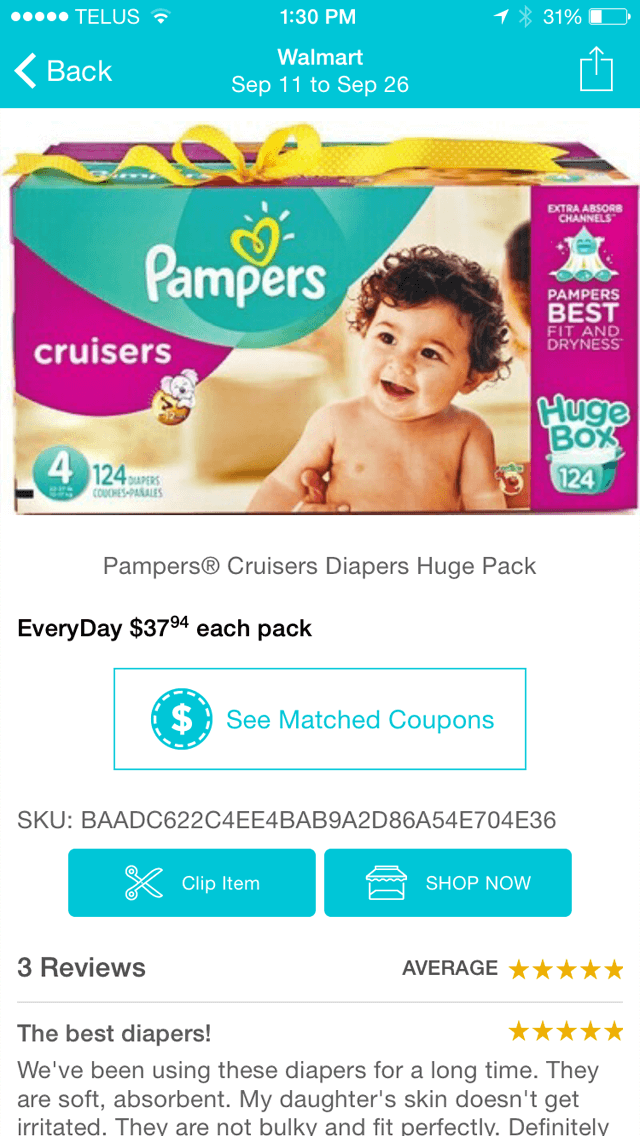 TELUS 1:30 PM 31%
Back
Walmart
Sep 11 to Sep 26
Pampers
cruisers
4
124 DIAPERS
COUCHES•PAÑALES
EXTRA ABSORB
CHANNELS
PAMPERS
BEST
FIT AND
DRYNESS
Huge
Box
124
Pampers® Cruisers Diapers Huge Pack
EveryDay $37⁹⁴ each pack
$ See Matched Coupons
SKU: BAADC622C4EE4BAB9A2D86A54E704E36
Clip Item
SHOP NOW
3 Reviews
AVERAGE
The best diapers!
We've been using these diapers for a long time. They
are soft, absorbent. My daughter's skin doesn't get
irritated. They are not bulky and fit perfectly. Definitely